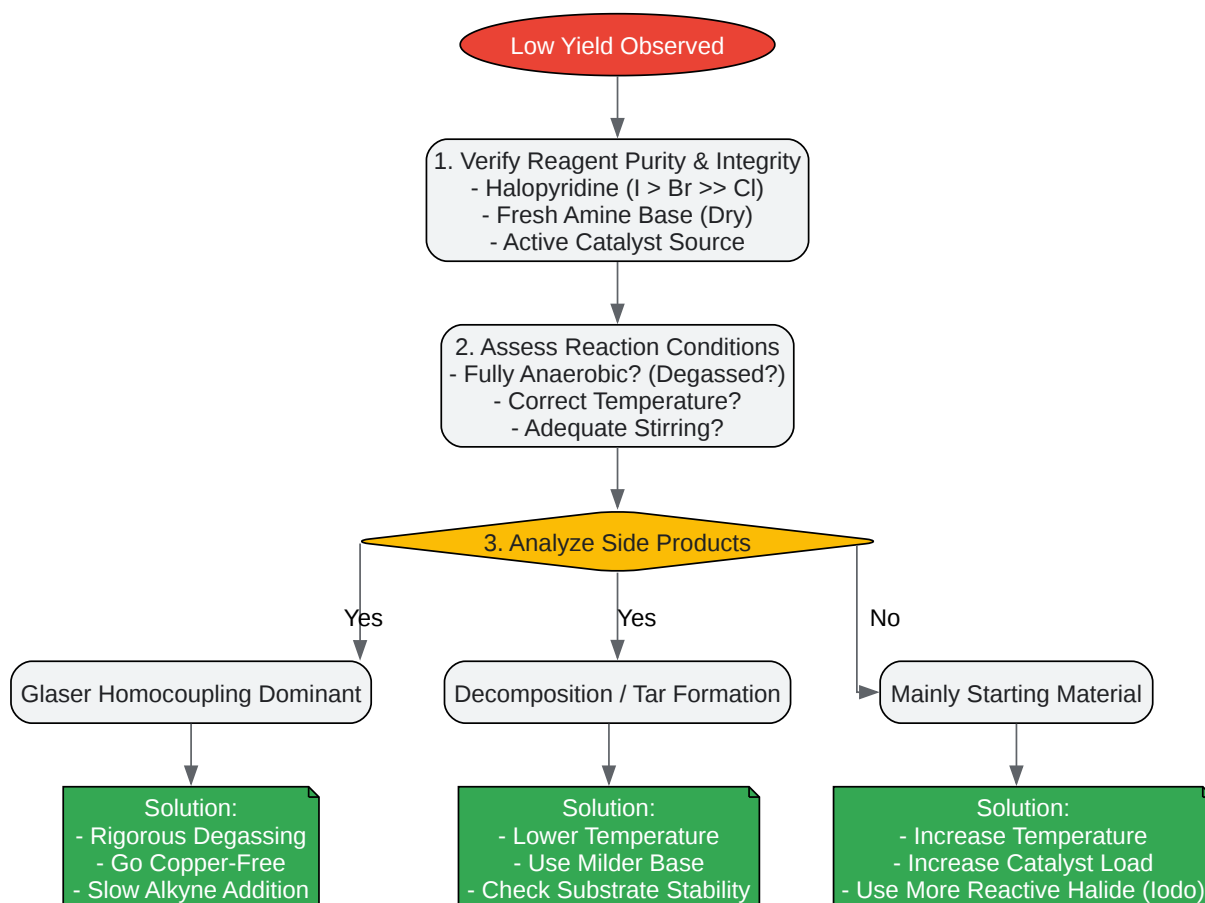 Low Yield Observed
1. Verify Reagent Purity & Integrity
- Halopyridine (I > Br >> Cl)
- Fresh Amine Base (Dry)
- Active Catalyst Source
2. Assess Reaction Conditions
- Fully Anaerobic? (Degassed?)
- Correct Temperature?
- Adequate Stirring?
3. Analyze Side Products
Yes
Yes
No
Glaser Homocoupling Dominant
Decomposition / Tar Formation
Mainly Starting Material
Solution:
- Rigorous Degassing
- Go Copper-Free
- Slow Alkyne Addition
Solution:
- Lower Temperature
- Use Milder Base
- Check Substrate Stability
Solution:
- Increase Temperature
- Increase Catalyst Load
- Use More Reactive Halide (Iodo)